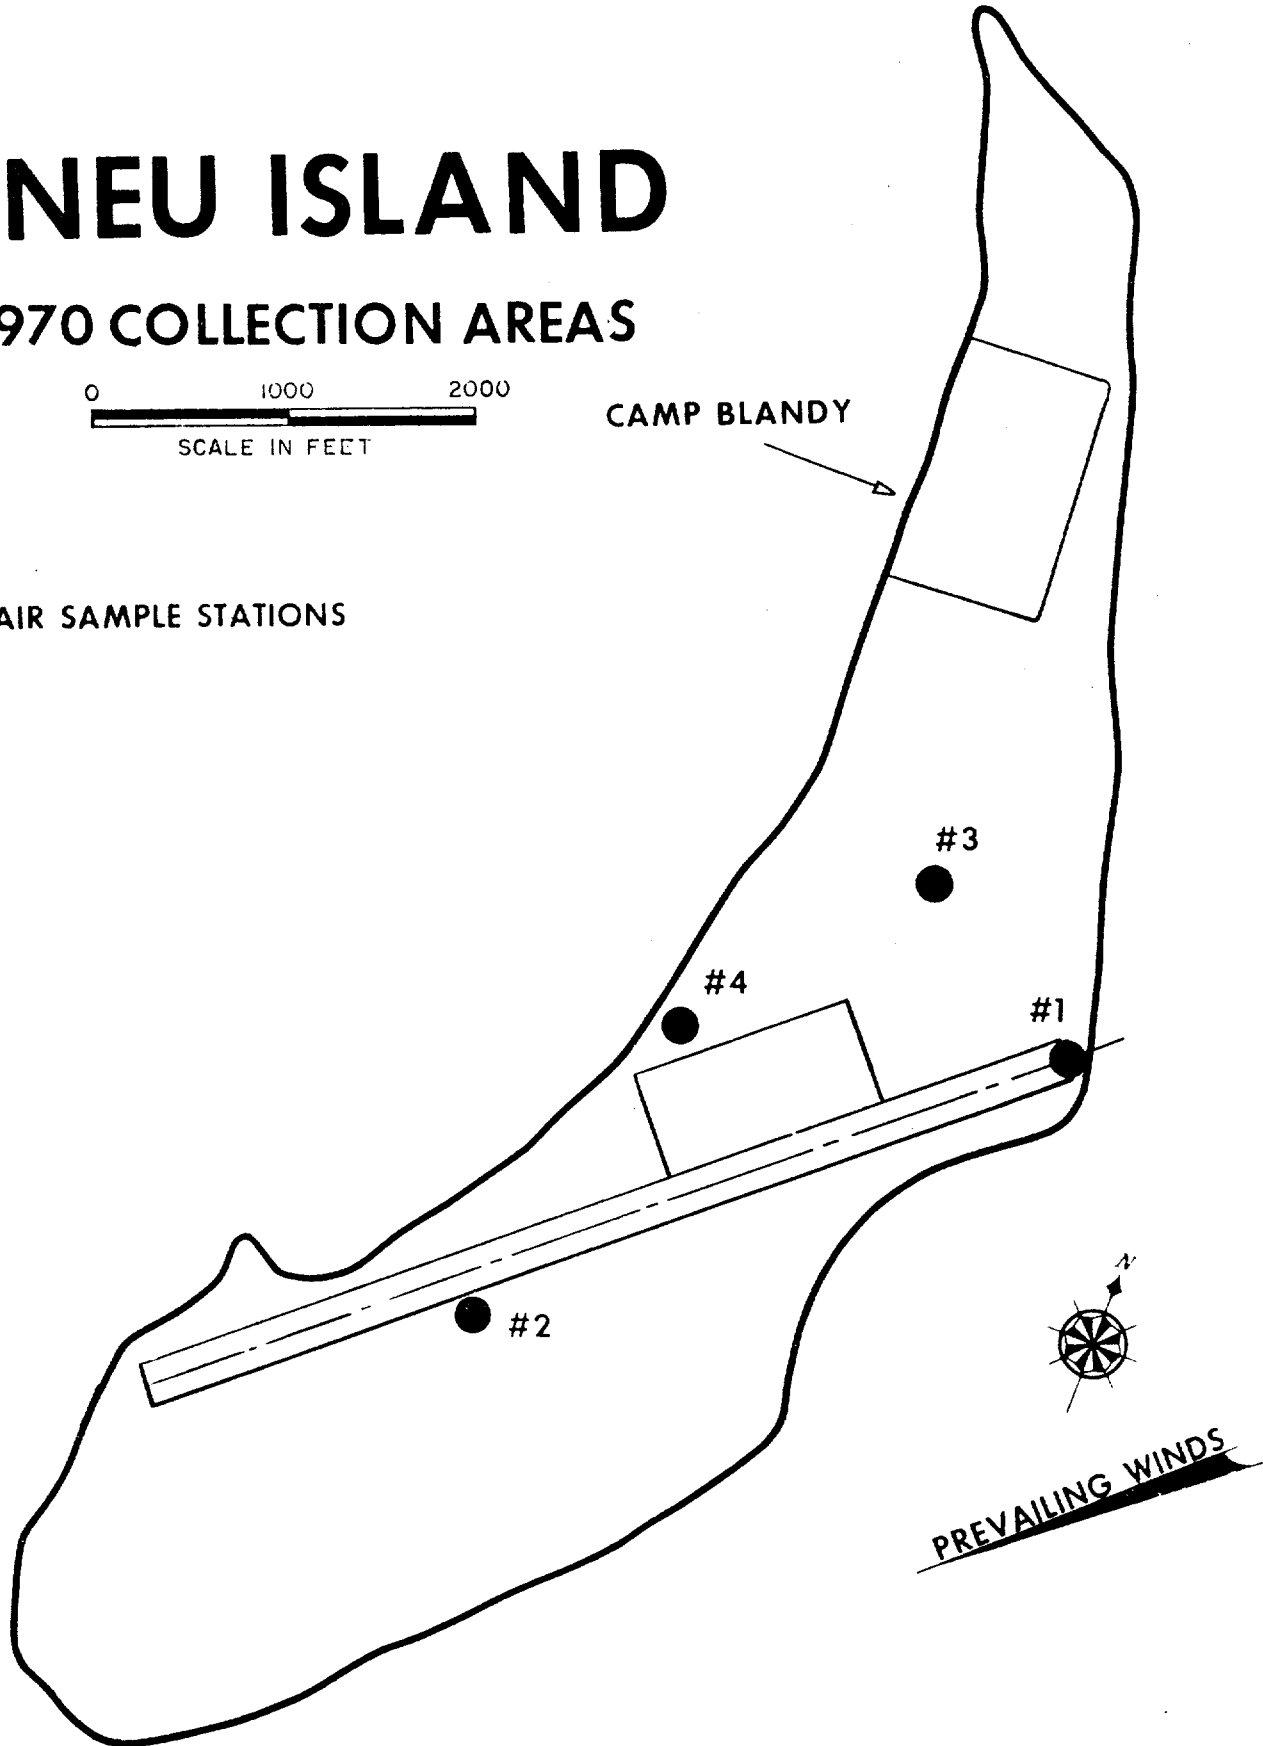 NEU ISLAND
970 COLLECTION AREAS
0 1000 2000
SCALE IN FEET
CAMP BLANDY
AIR SAMPLE STATIONS
#3
#4
#1
#2
N
PREVAILING WINDS